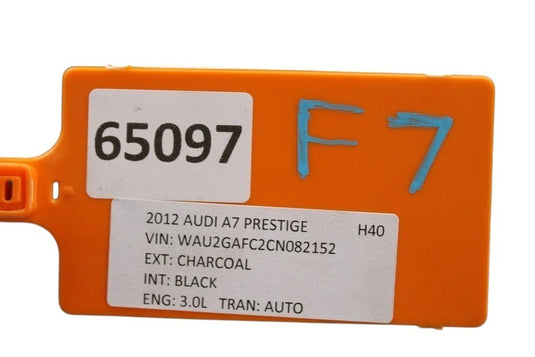 65097
F7
2012 AUDI A7 PRESTIGE H40
VIN: WAU2GAFC2CN082152
EXT: CHARCOAL
INT: BLACK
ENG: 3.0L TRAN: AUTO